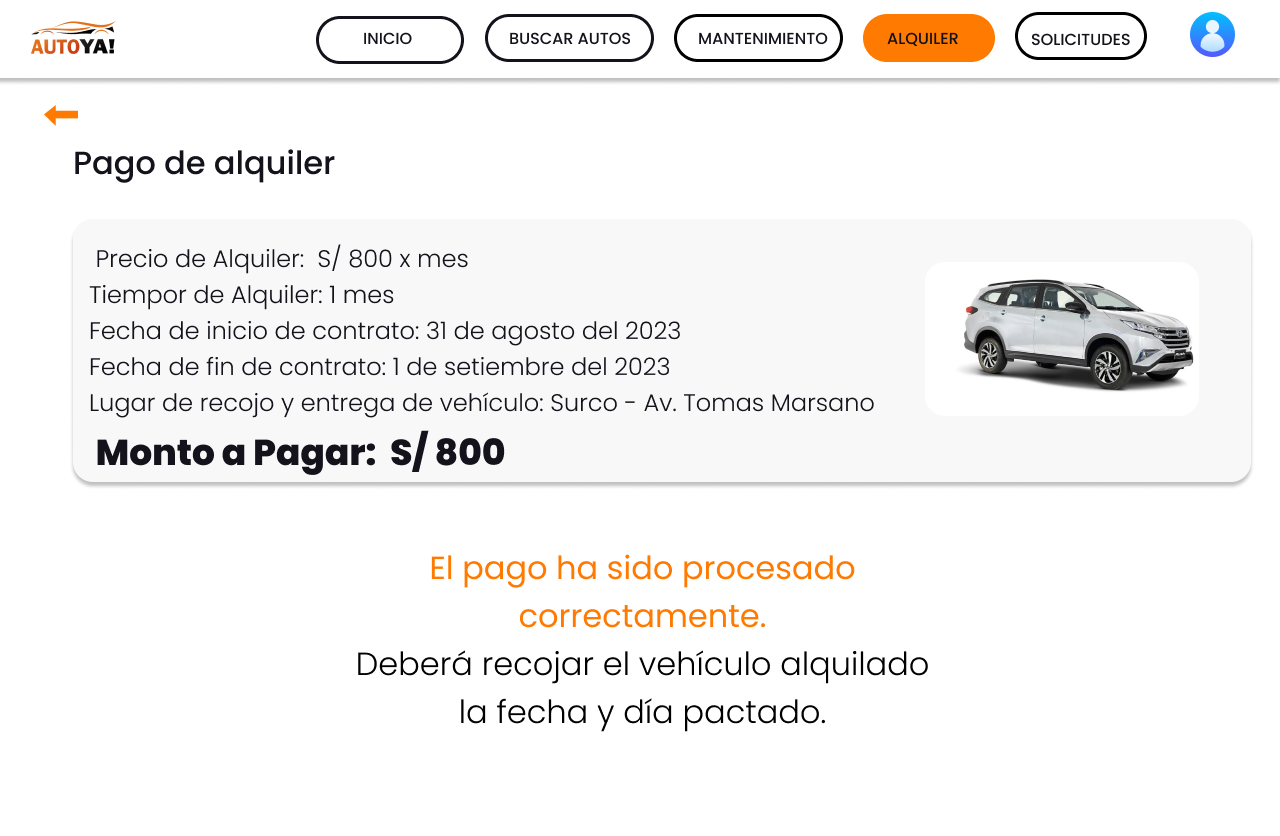 AUTOYA!
INICIO
BUSCAR AUTOS
MANTENIMIENTO
ALQUILER
SOLICITUDES
Pago de alquiler
Precio de Alquiler: S/ 800 x mes
Tiempor de Alquiler: 1 mes
Fecha de inicio de contrato: 31 de agosto del 2023
Fecha de fin de contrato: 1 de setiembre del 2023
Lugar de recojo y entrega de vehículo: Surco - Av. Tomas Marsano
Monto a Pagar: S/ 800
El pago ha sido procesado
correctamente.
Deberá recojar el vehículo alquilado
la fecha y día pactado.